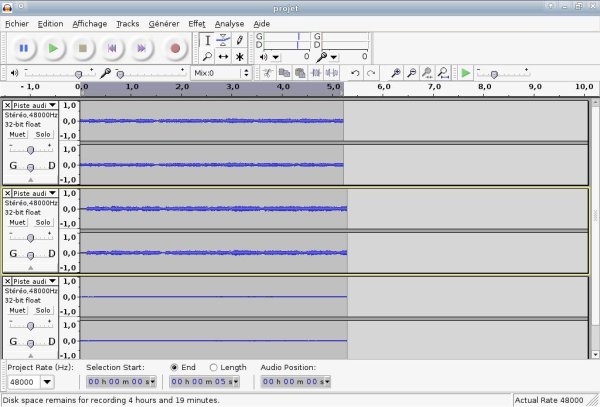 projet
Fichier Edition Affichage Tracks Générer Effet Analyse Aide
G G
D D
0 0
Mix:0
- 1,0 0,0 1,0 2,0 3,0 4,0 5,0 6,0 7,0 8,0 9,0 10,0
Piste audi 1,0
Stéréo,48000Hz
32-bit float 0,0
Muet Solo -1,0
1,0
G D 0,0
-1,0
Piste audi 1,0
Stéréo,48000Hz
32-bit float 0,0
Muet Solo -1,0
1,0
G D 0,0
-1,0
Piste audi 1,0
Stéréo,48000Hz
32-bit float 0,0
Muet Solo -1,0
1,0
G D 0,0
Project Rate (Hz): Selection Start: End Length Audio Position:
48000 00 h 00 m 00 s 00 h 00 m 05 s 00 h 00 m 00 s
Disk space remains for recording 4 hours and 19 minutes. Actual Rate 48000